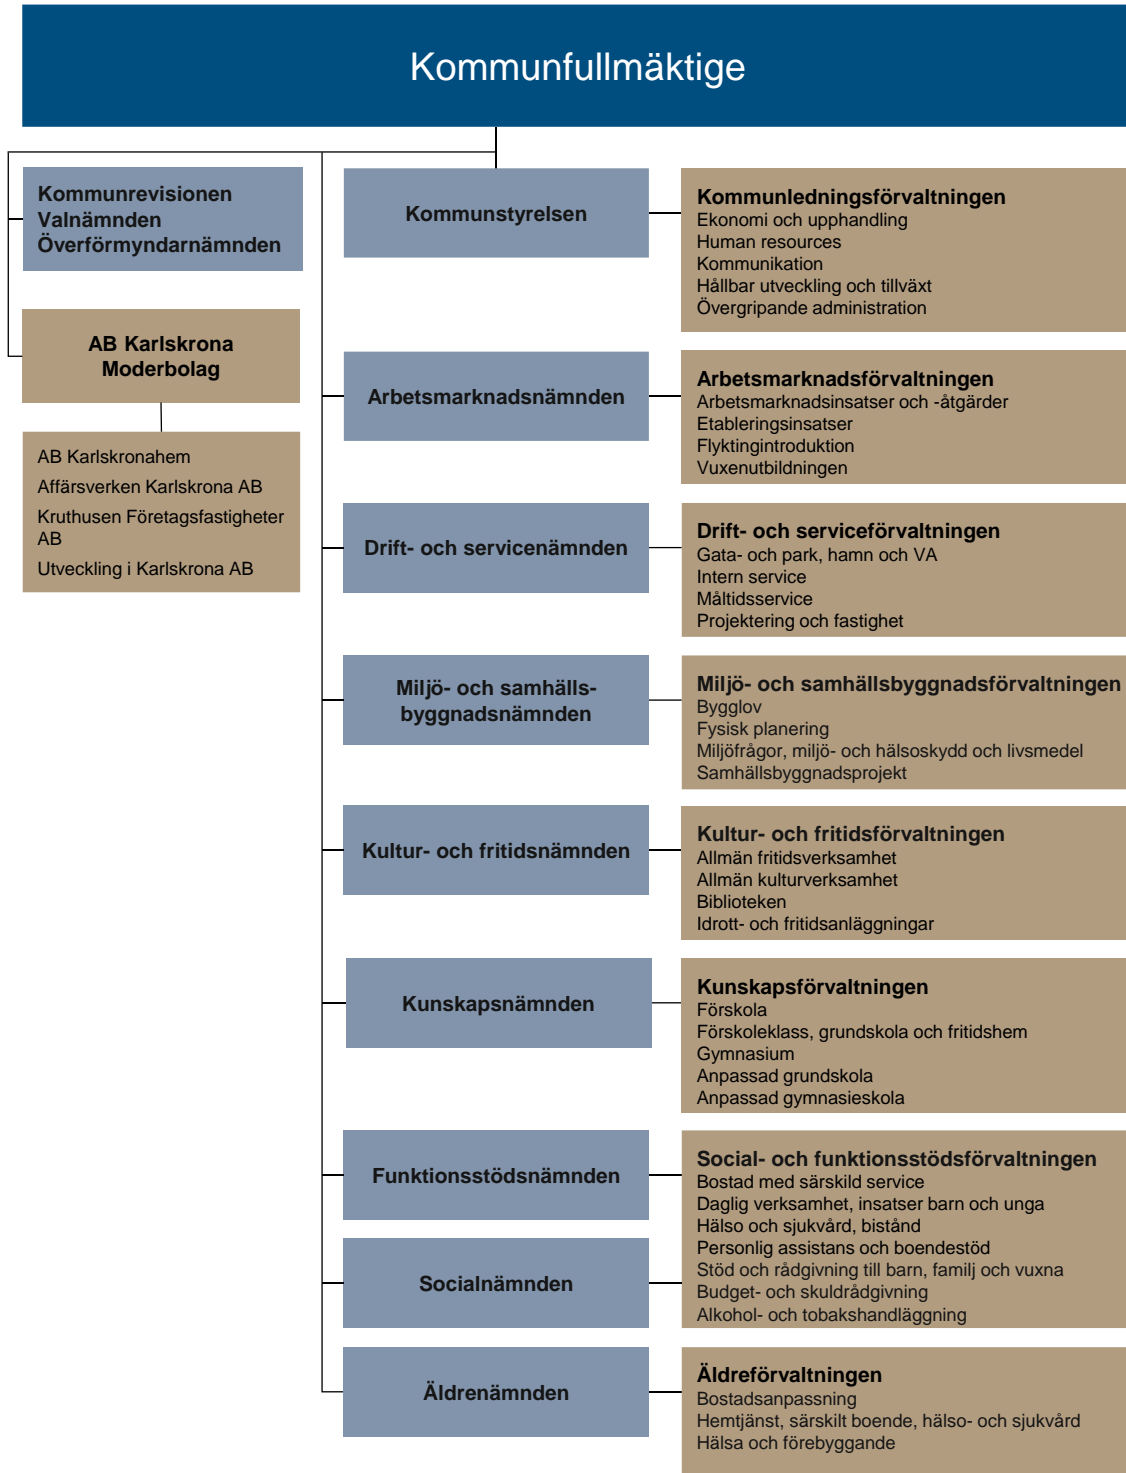 Kommunfullmäktige
Kommunrevisionen
Valnämnden
Överförmyndarnämnden
AB Karlskrona
Moderbolag
AB Karlskronahem
Affärsverken Karlskrona AB
Kruthusen Företagsfastigheter
AB
Utveckling i Karlskrona AB
Kommunstyrelsen
Kommunledningsförvaltningen
Ekonomi och upphandling
Human resources
Kommunikation
Hållbar utveckling och tillväxt
Övergripande administration
Arbetsmarknadsnämnden
Arbetsmarknadsförvaltningen
Arbetsmarknadsinsatser och -åtgärder
Etableringsinsatser
Flyktingintroduktion
Vuxenutbildningen
Drift- och servicenämnden
Drift- och serviceförvaltningen
Gata- och park, hamn och VA
Intern service
Måltidsservice
Projektering och fastighet
Miljö- och samhälls-
byggnadsnämnden
Miljö- och samhällsbyggnadsförvaltningen
Bygglov
Fysisk planering
Miljöfrågor, miljö- och hälsoskydd och livsmedel
Samhällsbyggnadsprojekt
Kultur- och fritidsnämnden
Kultur- och fritidsförvaltningen
Allmän fritidsverksamhet
Allmän kulturverksamhet
Biblioteken
Idrott- och fritidsanläggningar
Kunskapsnämnden
Kunskapsförvaltningen
Förskola
Förskoleklass, grundskola och fritidshem
Gymnasium
Anpassad grundskola
Anpassad gymnasieskola
Funktionsstödsnämnden
Socialnämnden
Social- och funktionsstödsförvaltningen
Bostad med särskild service
Daglig verksamhet, insatser barn och unga
Hälso och sjukvård, bistånd
Personlig assistans och boendestöd
Stöd och rådgivning till barn, familj och vuxna
Budget- och skuldrådgivning
Alkohol- och tobakshandläggning
Äldrenämnden
Äldreförvaltningen
Bostadsanpassning
Hemtjänst, särskilt boende, hälso- och sjukvård
Hälsa och förebyggande